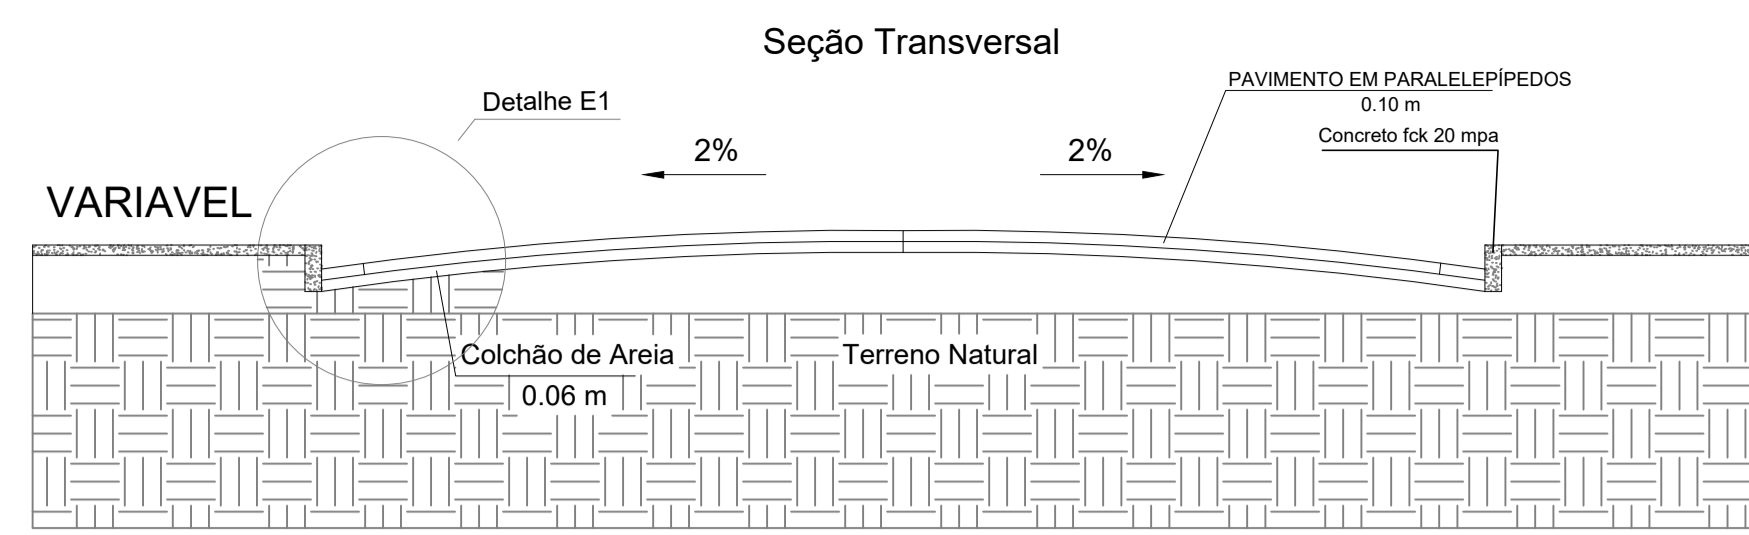 Seção Transversal
PAVIMENTO EM PARALELEPÍPEDOS
0.10 m
Detalhe E1
Concreto fck 20 mpa
2%
2%
VARIAVEL
Colchão de Areia
Terreno Natural
0.06 m